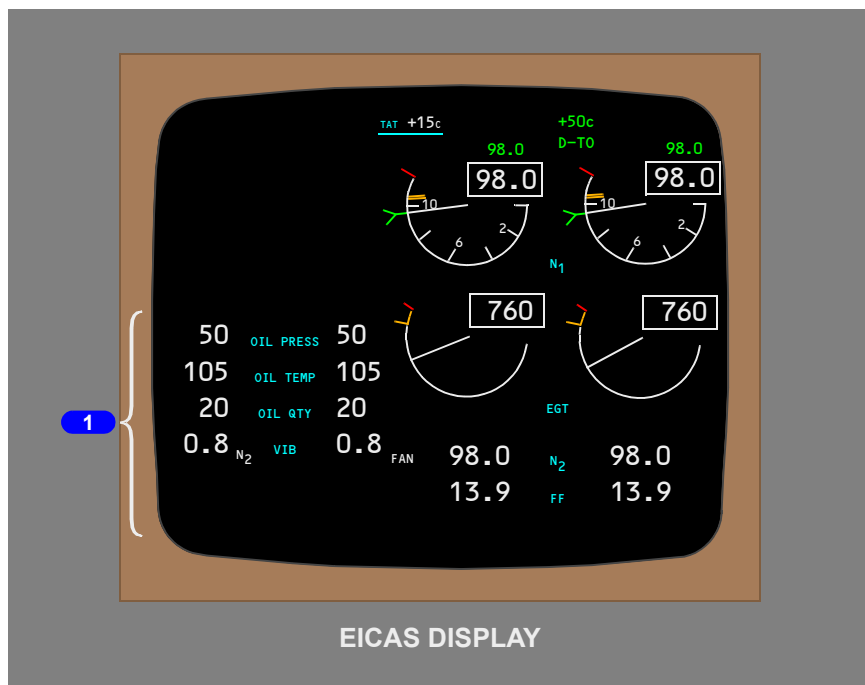 TAT +15c +50c
D-TO
98.0 98.0
98.0 98.0
10 2 6 10 2 6
N1
760 760
50 OIL PRESS 50
105 OIL TEMP 105
20 OIL QTY 20
0.8 N2 VIB 0.8 FAN
EGT
98.0 N2 98.0
13.9 FF 13.9
1
EICAS DISPLAY